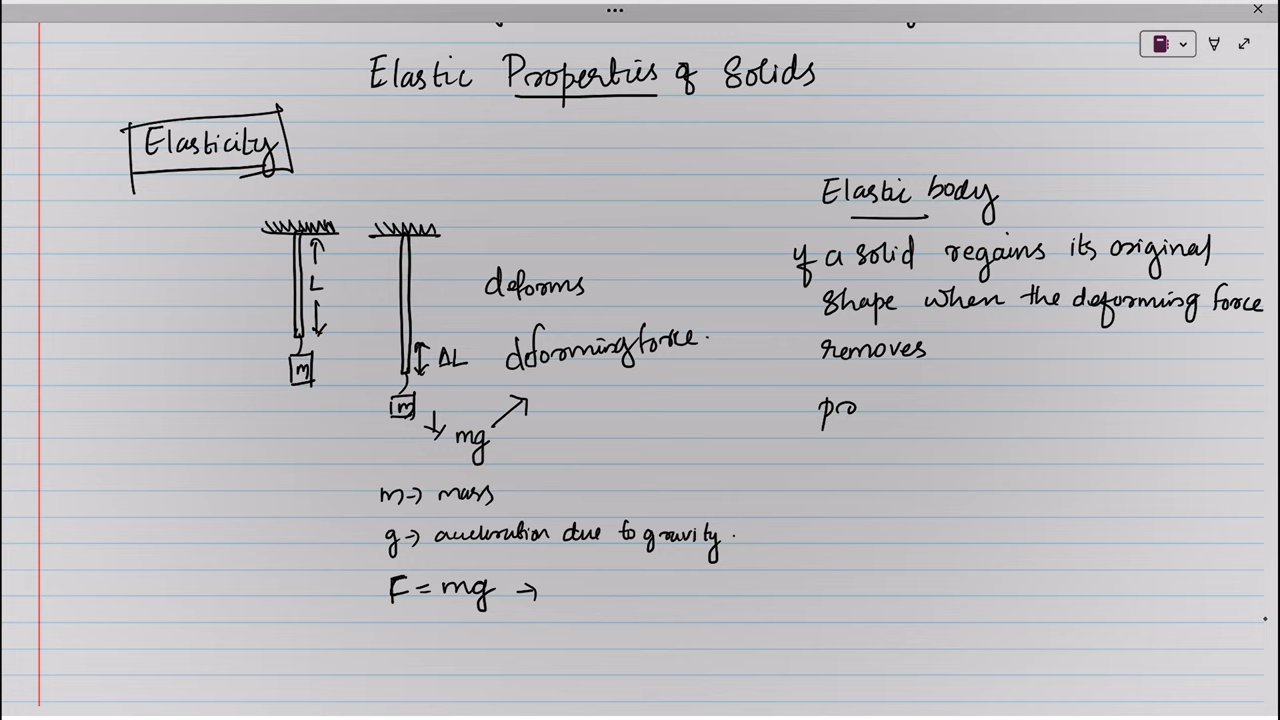 Elastic Properties of Solids
Elasticity
L
m
ΔL
m
mg
deforms
deforming force.
m → mass
g → acceleration due to gravity.
F = mg →
Elastic body
If a solid regains its original
shape when the deforming force
removes
pro